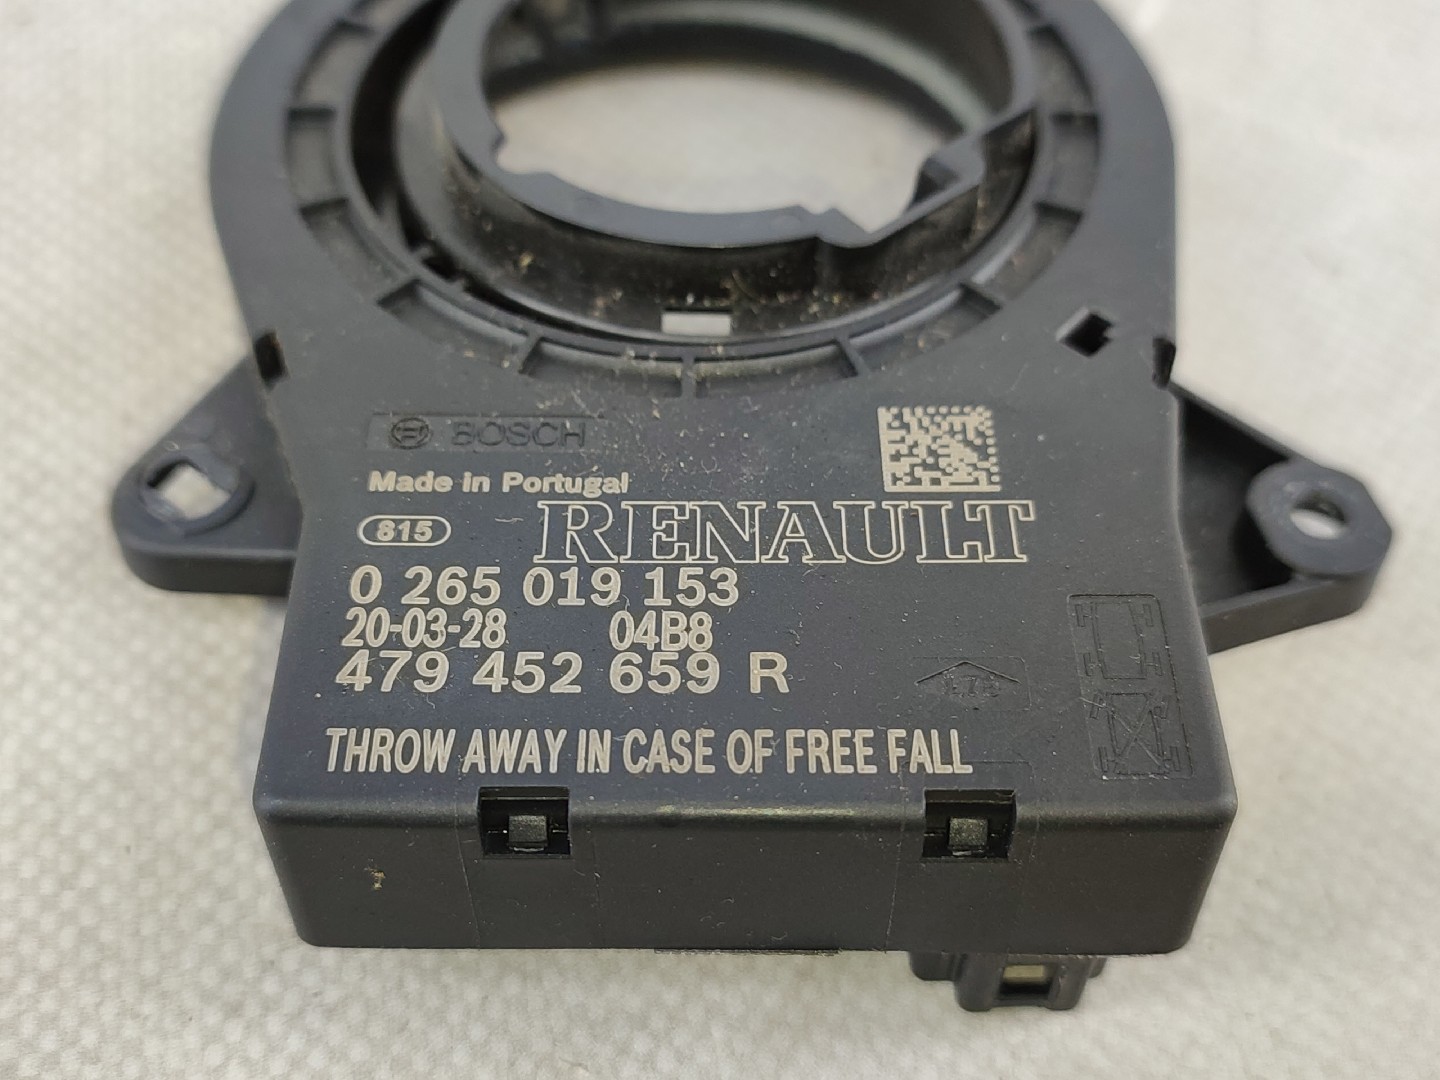 BOSCH
Made in Portugal
815
RENAULT
0 265 019 153
20-03-28 04B8
479 452 659 R
THROW AWAY IN CASE OF FREE FALL